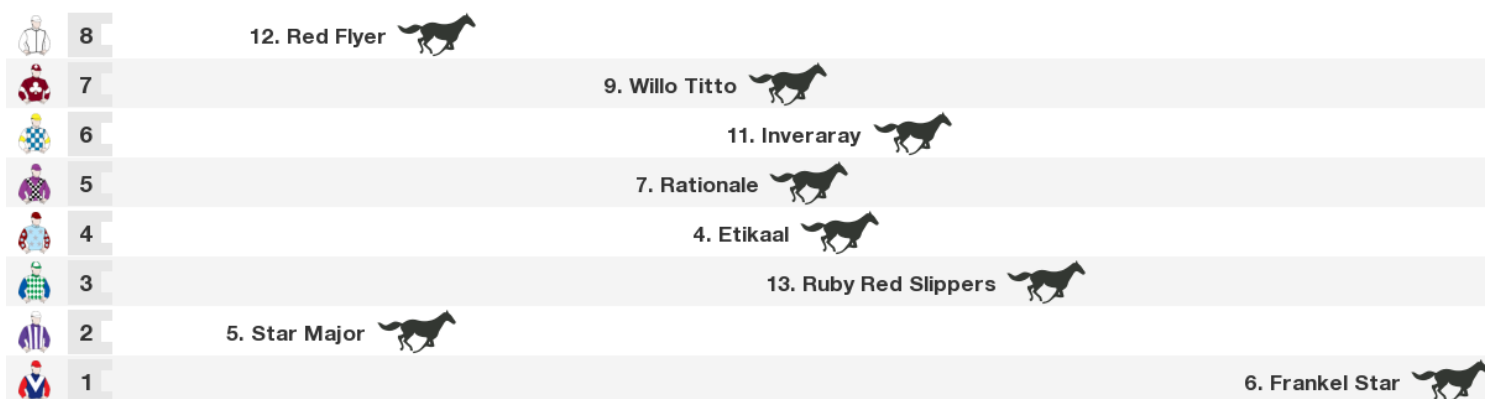 8 12. Red Flyer
7 9. Willo Titto
6 11. Inveraray
5 7. Rationale
4 4. Etikaal
3 13. Ruby Red Slippers
2 5. Star Major
1 6. Frankel Star